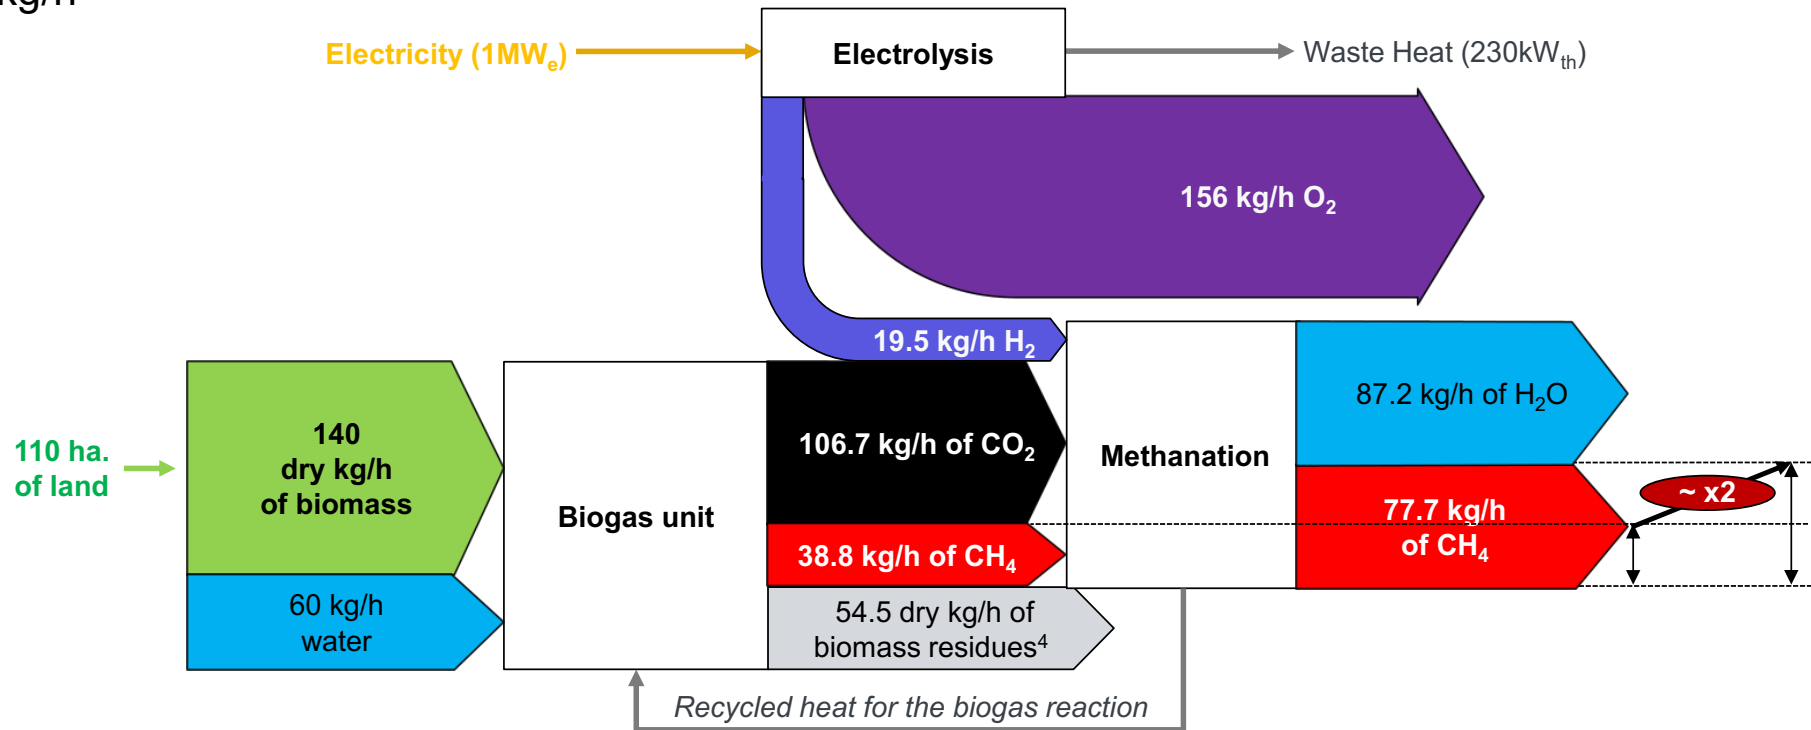 kg/h
Electricity (1MWe)
Electrolysis
Waste Heat (230kWth)
156 kg/h O2
19.5 kg/h H2
110 ha.
of land
140
dry kg/h
of biomass
60 kg/h
water
Biogas unit
106.7 kg/h of CO2
38.8 kg/h of CH4
54.5 dry kg/h of
biomass residues4
Methanation
87.2 kg/h of H2O
77.7 kg/h
of CH4
~ x2
Recycled heat for the biogas reaction